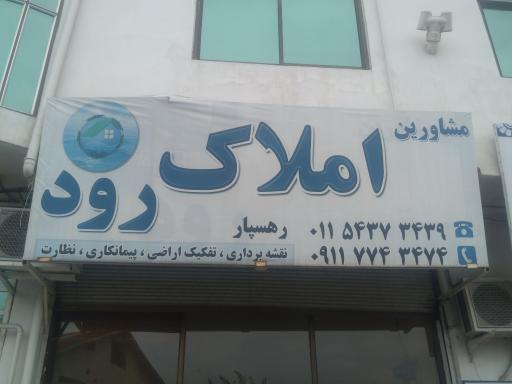 مشاورین
املاک رود
رهسپار
۰۱۱ ۵۴۳۷ ۳۴۳۹
۰۹۱۱ ۷۷۴ ۳۴۷۴
نقشه برداری ، تفکیک اراضی ، پیمانکاری ، نظارت